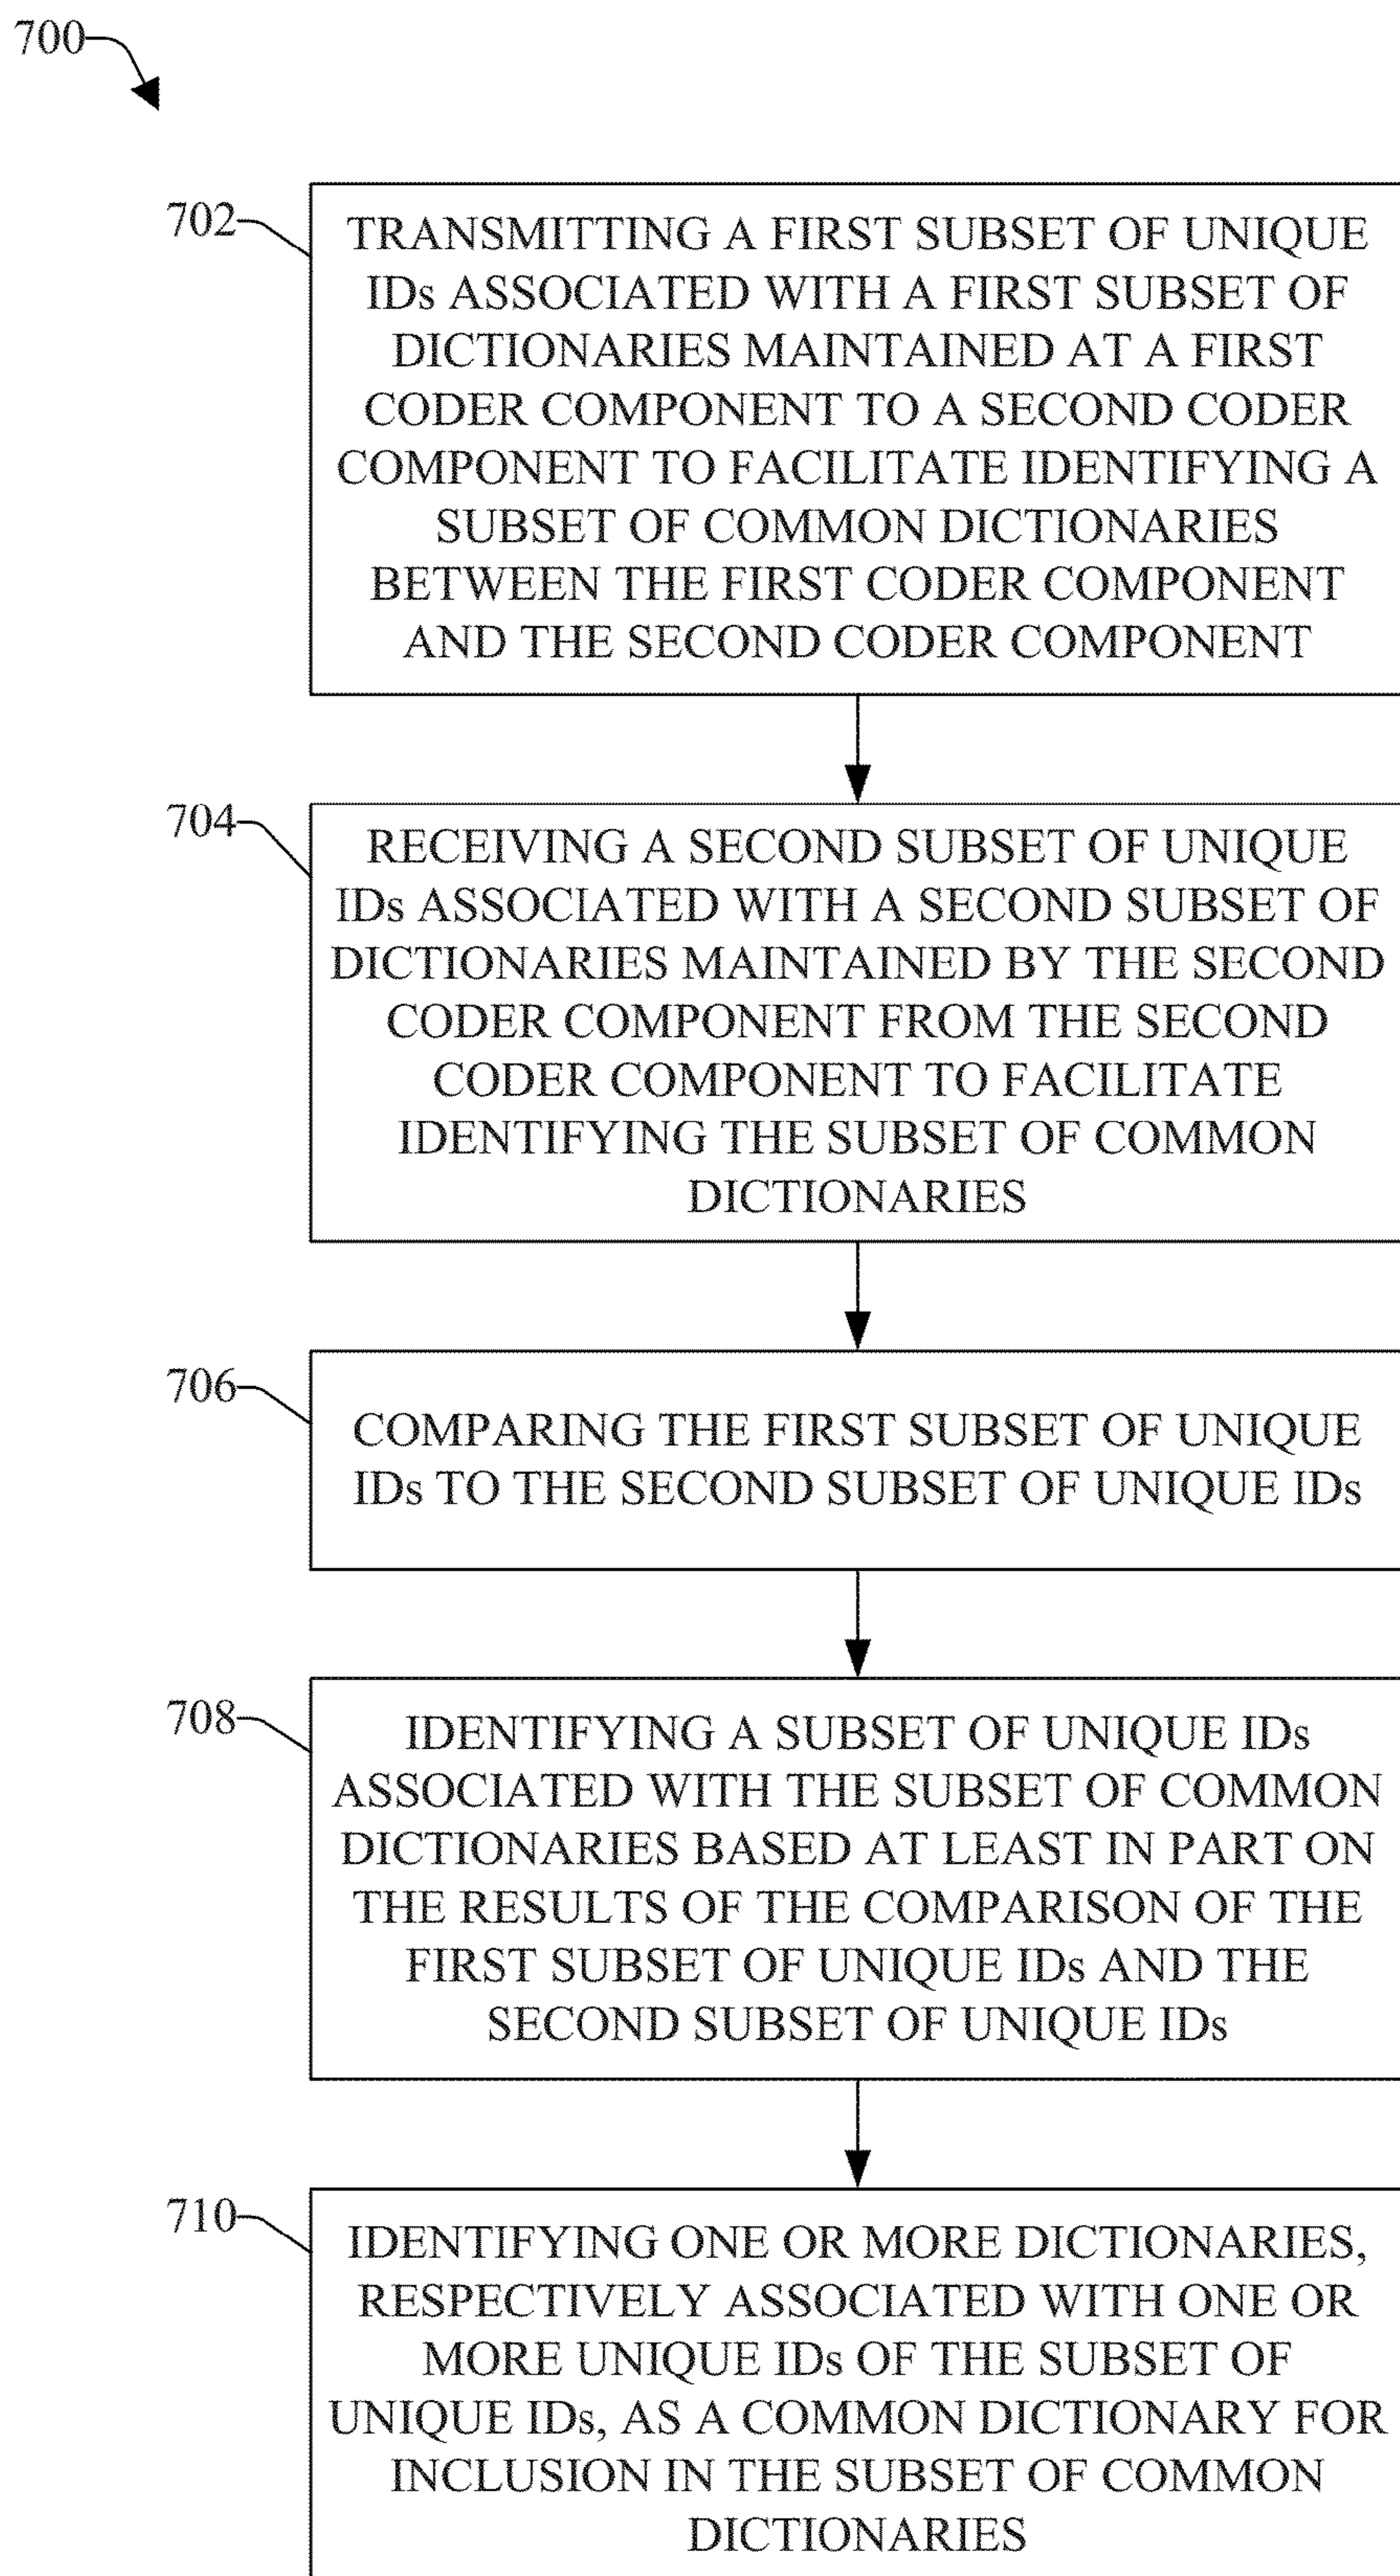 700
702
TRANSMITTING A FIRST SUBSET OF UNIQUE
IDs ASSOCIATED WITH A FIRST SUBSET OF
DICTIONARIES MAINTAINED AT A FIRST
CODER COMPONENT TO A SECOND CODER
COMPONENT TO FACILITATE IDENTIFYING A
SUBSET OF COMMON DICTIONARIES
BETWEEN THE FIRST CODER COMPONENT
AND THE SECOND CODER COMPONENT
704
RECEIVING A SECOND SUBSET OF UNIQUE
IDs ASSOCIATED WITH A SECOND SUBSET OF
DICTIONARIES MAINTAINED BY THE SECOND
CODER COMPONENT FROM THE SECOND
CODER COMPONENT TO FACILITATE
IDENTIFYING THE SUBSET OF COMMON
DICTIONARIES
706
COMPARING THE FIRST SUBSET OF UNIQUE
IDs TO THE SECOND SUBSET OF UNIQUE IDs
708
IDENTIFYING A SUBSET OF UNIQUE IDs
ASSOCIATED WITH THE SUBSET OF COMMON
DICTIONARIES BASED AT LEAST IN PART ON
THE RESULTS OF THE COMPARISON OF THE
FIRST SUBSET OF UNIQUE IDs AND THE
SECOND SUBSET OF UNIQUE IDs
710
IDENTIFYING ONE OR MORE DICTIONARIES,
RESPECTIVELY ASSOCIATED WITH ONE OR
MORE UNIQUE IDs OF THE SUBSET OF
UNIQUE IDs, AS A COMMON DICTIONARY FOR
INCLUSION IN THE SUBSET OF COMMON
DICTIONARIES